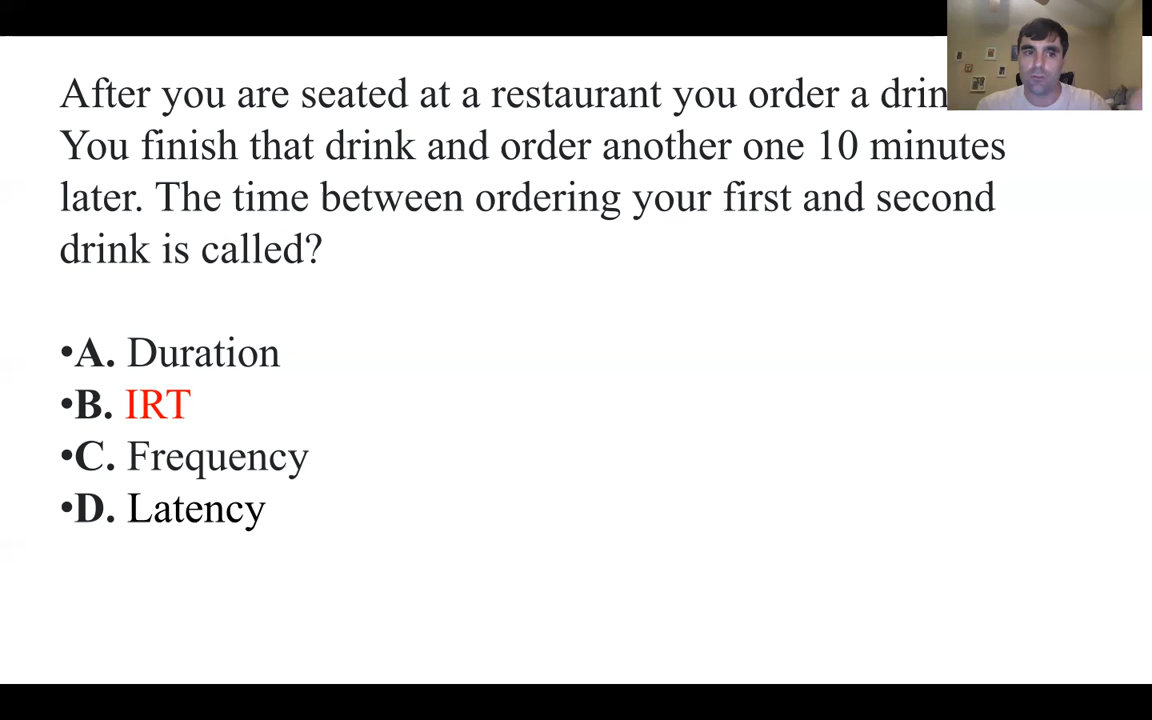 After you are seated at a restaurant you order a drin
You finish that drink and order another one 10 minutes
later. The time between ordering your first and second
drink is called?
•A. Duration
•B. IRT
•C. Frequency
•D. Latency